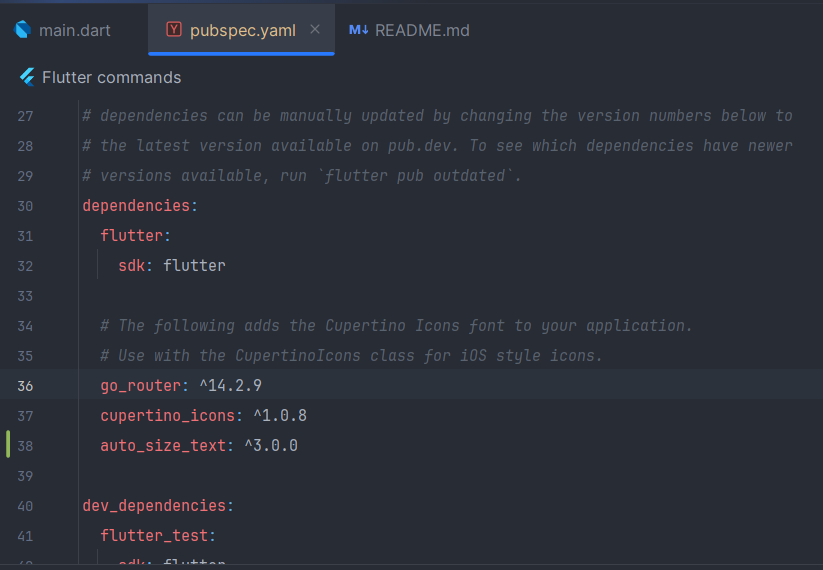 main.dart pubspec.yaml README.md
Flutter commands
27 # dependencies can be manually updated by changing the version numbers below to
28 # the latest version available on pub.dev. To see which dependencies have newer
29 # versions available, run `flutter pub outdated`.
30 dependencies:
31 flutter:
32 sdk: flutter
33
34 # The following adds the Cupertino Icons font to your application.
35 # Use with the CupertinoIcons class for iOS style icons.
36 go_router: ^14.2.9
37 cupertino_icons: ^1.0.8
38 auto_size_text: ^3.0.0
39
40 dev_dependencies:
41 flutter_test:
sdk: flutter